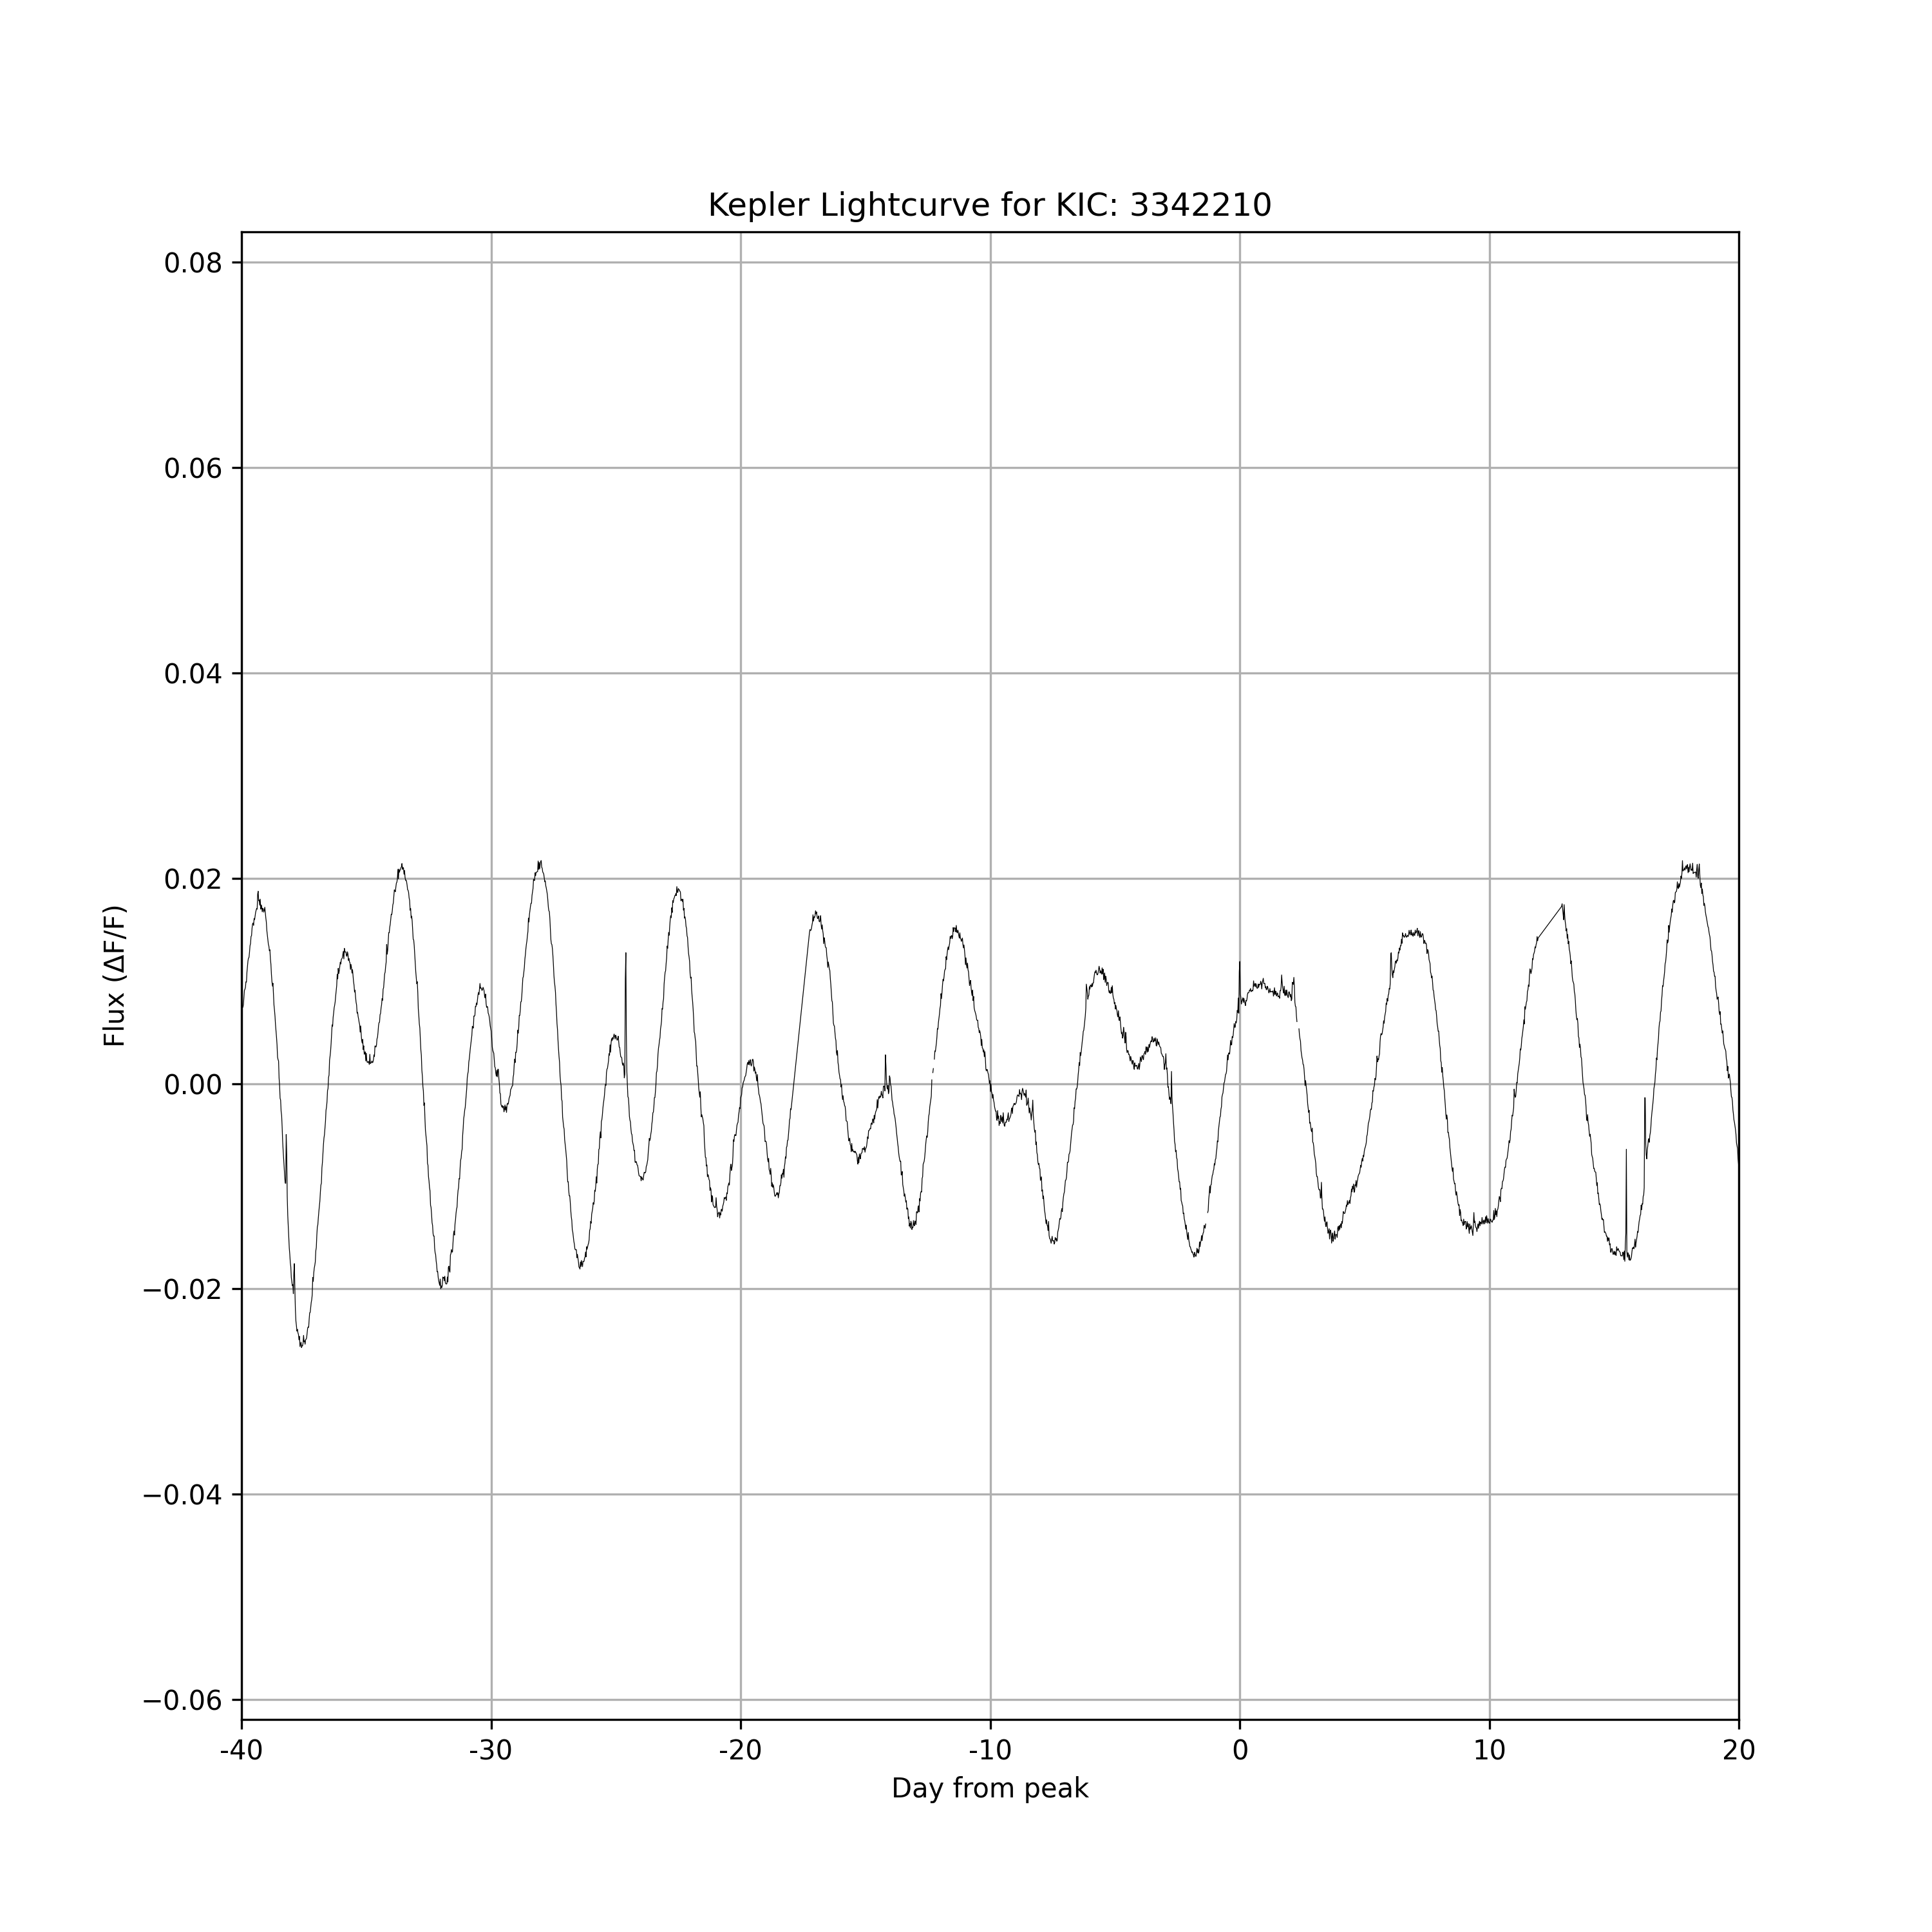 Kepler Lightcurve for KIC: 3342210
0.08
0.06
0.04
0.02
0.00
−0.02
−0.04
−0.06
Flux (ΔF/F)
-40 -30 -20 -10 0 10 20
Day from peak